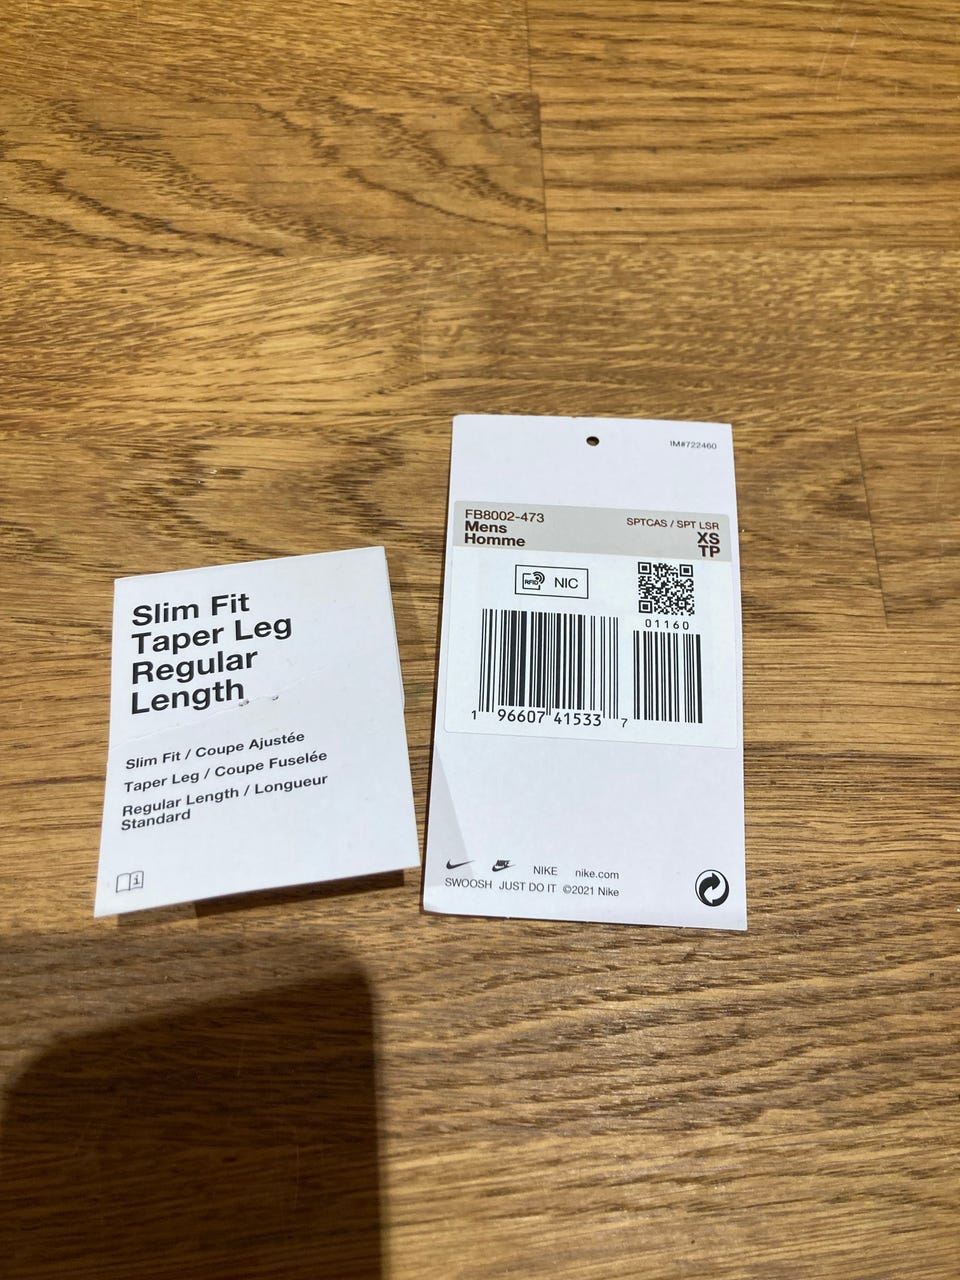 Slim Fit
Taper Leg
Regular
Length
Slim Fit / Coupe Ajustée
Taper Leg / Coupe Fuselée
Regular Length / Longueur
Standard
IM#722460
FB8002-473
Mens
Homme
SPTCAS / SPT LSR
XS
TP
RFID NIC
01160
1 96607 41533 7
NIKE NIKE nike.com
SWOOSH JUST DO IT ©2021 Nike